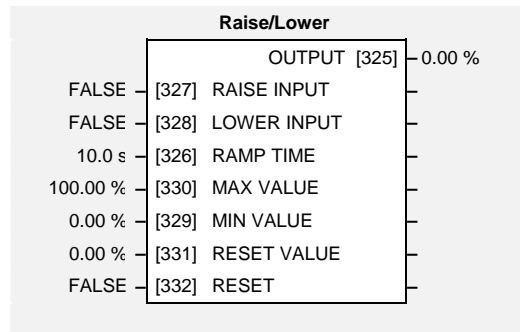 Raise/Lower
OUTPUT [325] 0.00 %
FALSE [327] RAISE INPUT
FALSE [328] LOWER INPUT
10.0 s [326] RAMP TIME
100.00 % [330] MAX VALUE
0.00 % [329] MIN VALUE
0.00 % [331] RESET VALUE
FALSE [332] RESET